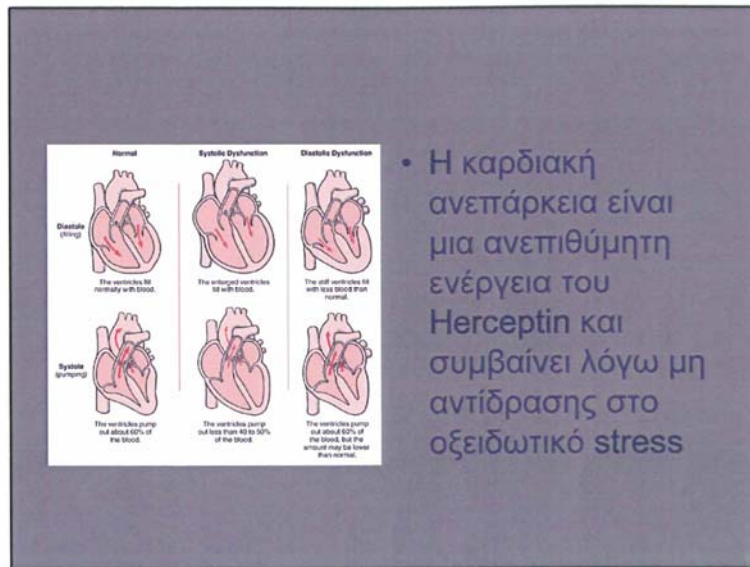 Normal
Systolic Dysfunction
Diastolic Dysfunction
Diastole
(filling)
The ventricles fill
normally with blood.
The enlarged ventricles
fill with blood.
The stiff ventricles fill
with less blood than
normal.
Systole
(pumping)
The ventricles pump
out about 60% of
the blood.
The ventricles pump
out less than 40 to 50%
of the blood.
The ventricles pump
out about 60% of
the blood, but the
amount may be lower
than normal.
• Η καρδιακή
ανεπάρκεια είναι
μια ανεπιθύμητη
ενέργεια του
Herceptin και
συμβαίνει λόγω μη
αντίδρασης στο
οξειδωτικό stress